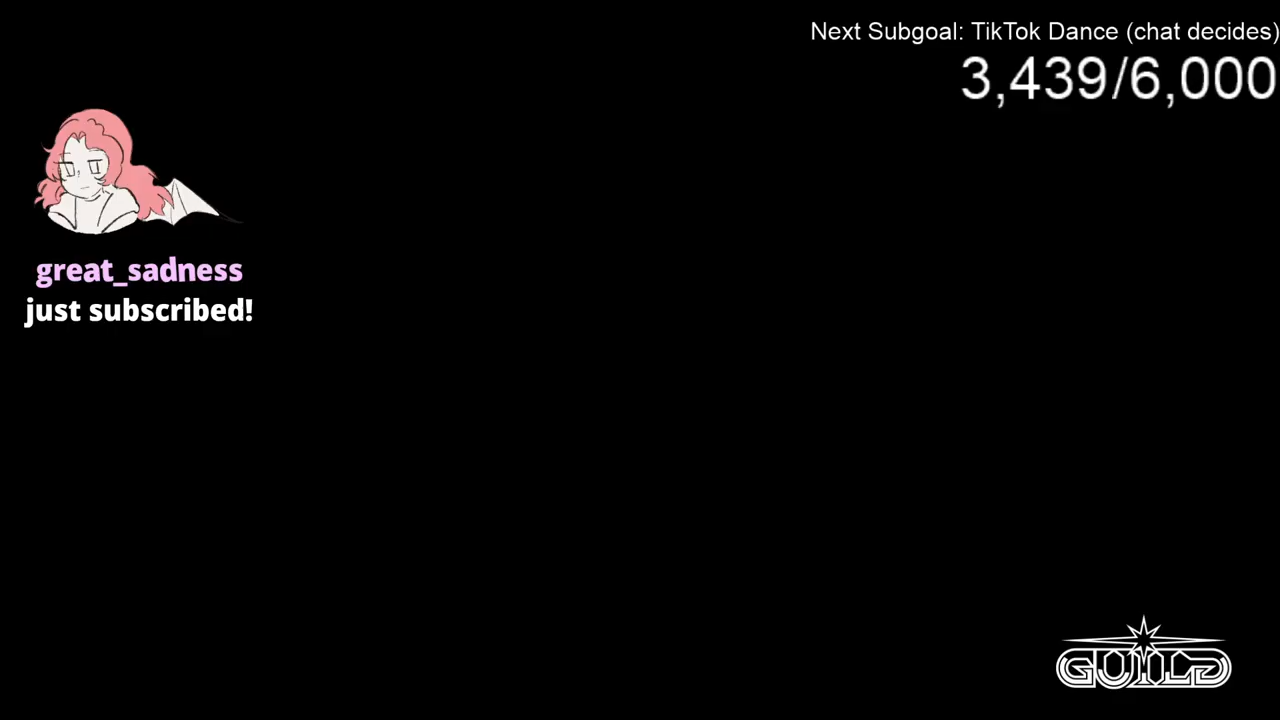 Next Subgoal: TikTok Dance (chat decides)
3,439/6,000
great_sadness
just subscribed!
GUILD